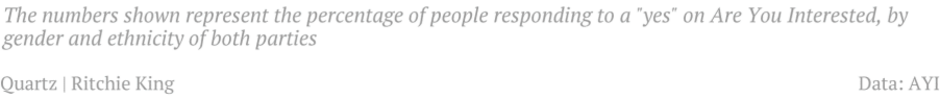 The numbers shown represent the percentage of people responding to a "yes" on Are You Interested, by
gender and ethnicity of both parties
Quartz | Ritchie King Data: AYI